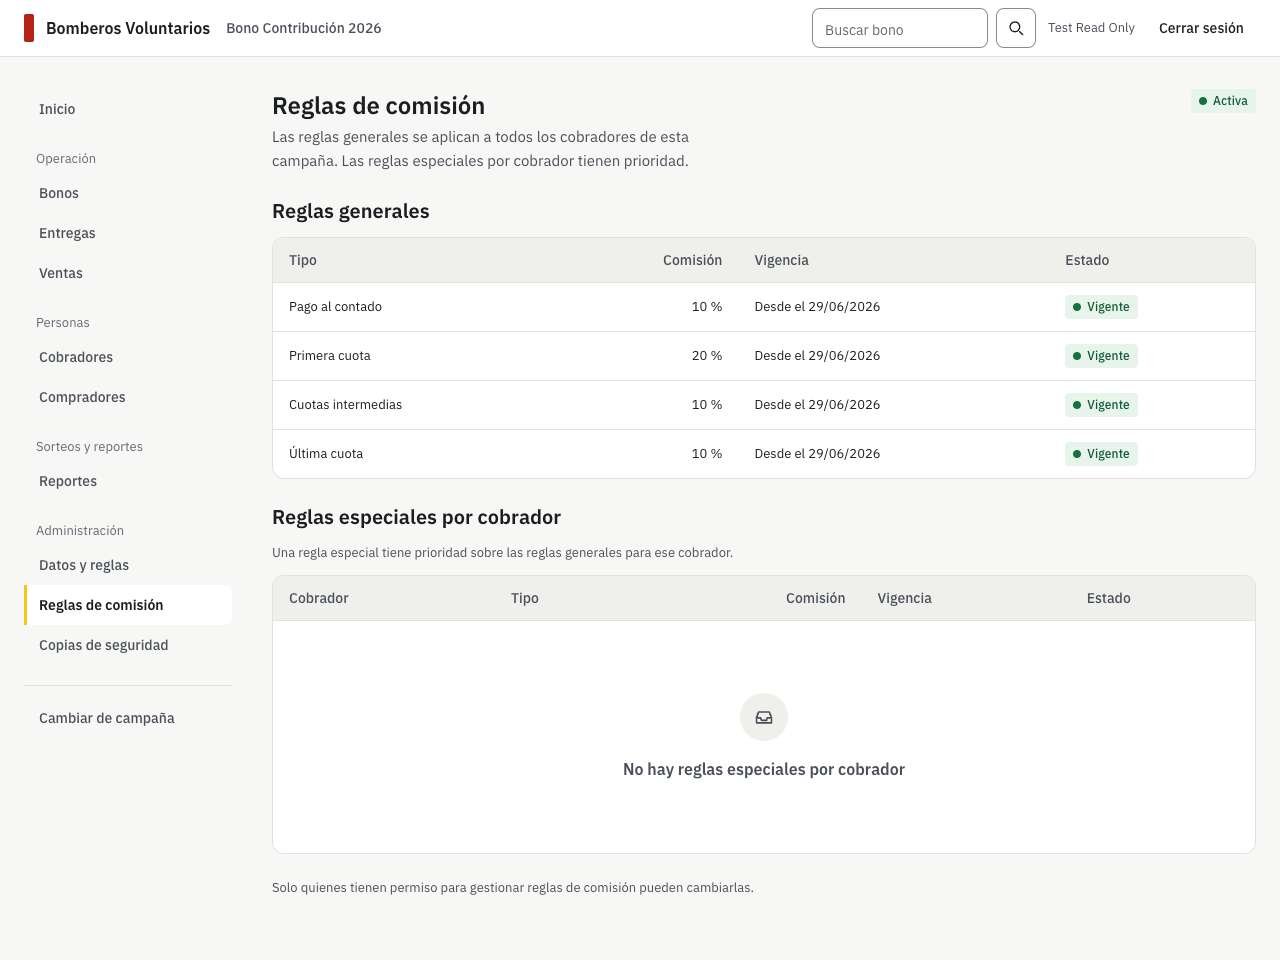 Bomberos Voluntarios
Bono Contribución 2026
Buscar bono
Test Read Only
Cerrar sesión
Inicio
Operación
Bonos
Entregas
Ventas
Personas
Cobradores
Compradores
Sorteos y reportes
Reportes
Administración
Datos y reglas
Reglas de comisión
Copias de seguridad
Cambiar de campaña
Reglas de comisión
Activa
Las reglas generales se aplican a todos los cobradores de esta
campaña. Las reglas especiales por cobrador tienen prioridad.
Reglas generales
Tipo Comisión Vigencia Estado
Pago al contado 10 % Desde el 29/06/2026 Vigente
Primera cuota 20 % Desde el 29/06/2026 Vigente
Cuotas intermedias 10 % Desde el 29/06/2026 Vigente
Última cuota 10 % Desde el 29/06/2026 Vigente
Reglas especiales por cobrador
Una regla especial tiene prioridad sobre las reglas generales para ese cobrador.
Cobrador Tipo Comisión Vigencia Estado
No hay reglas especiales por cobrador
Solo quienes tienen permiso para gestionar reglas de comisión pueden cambiarlas.